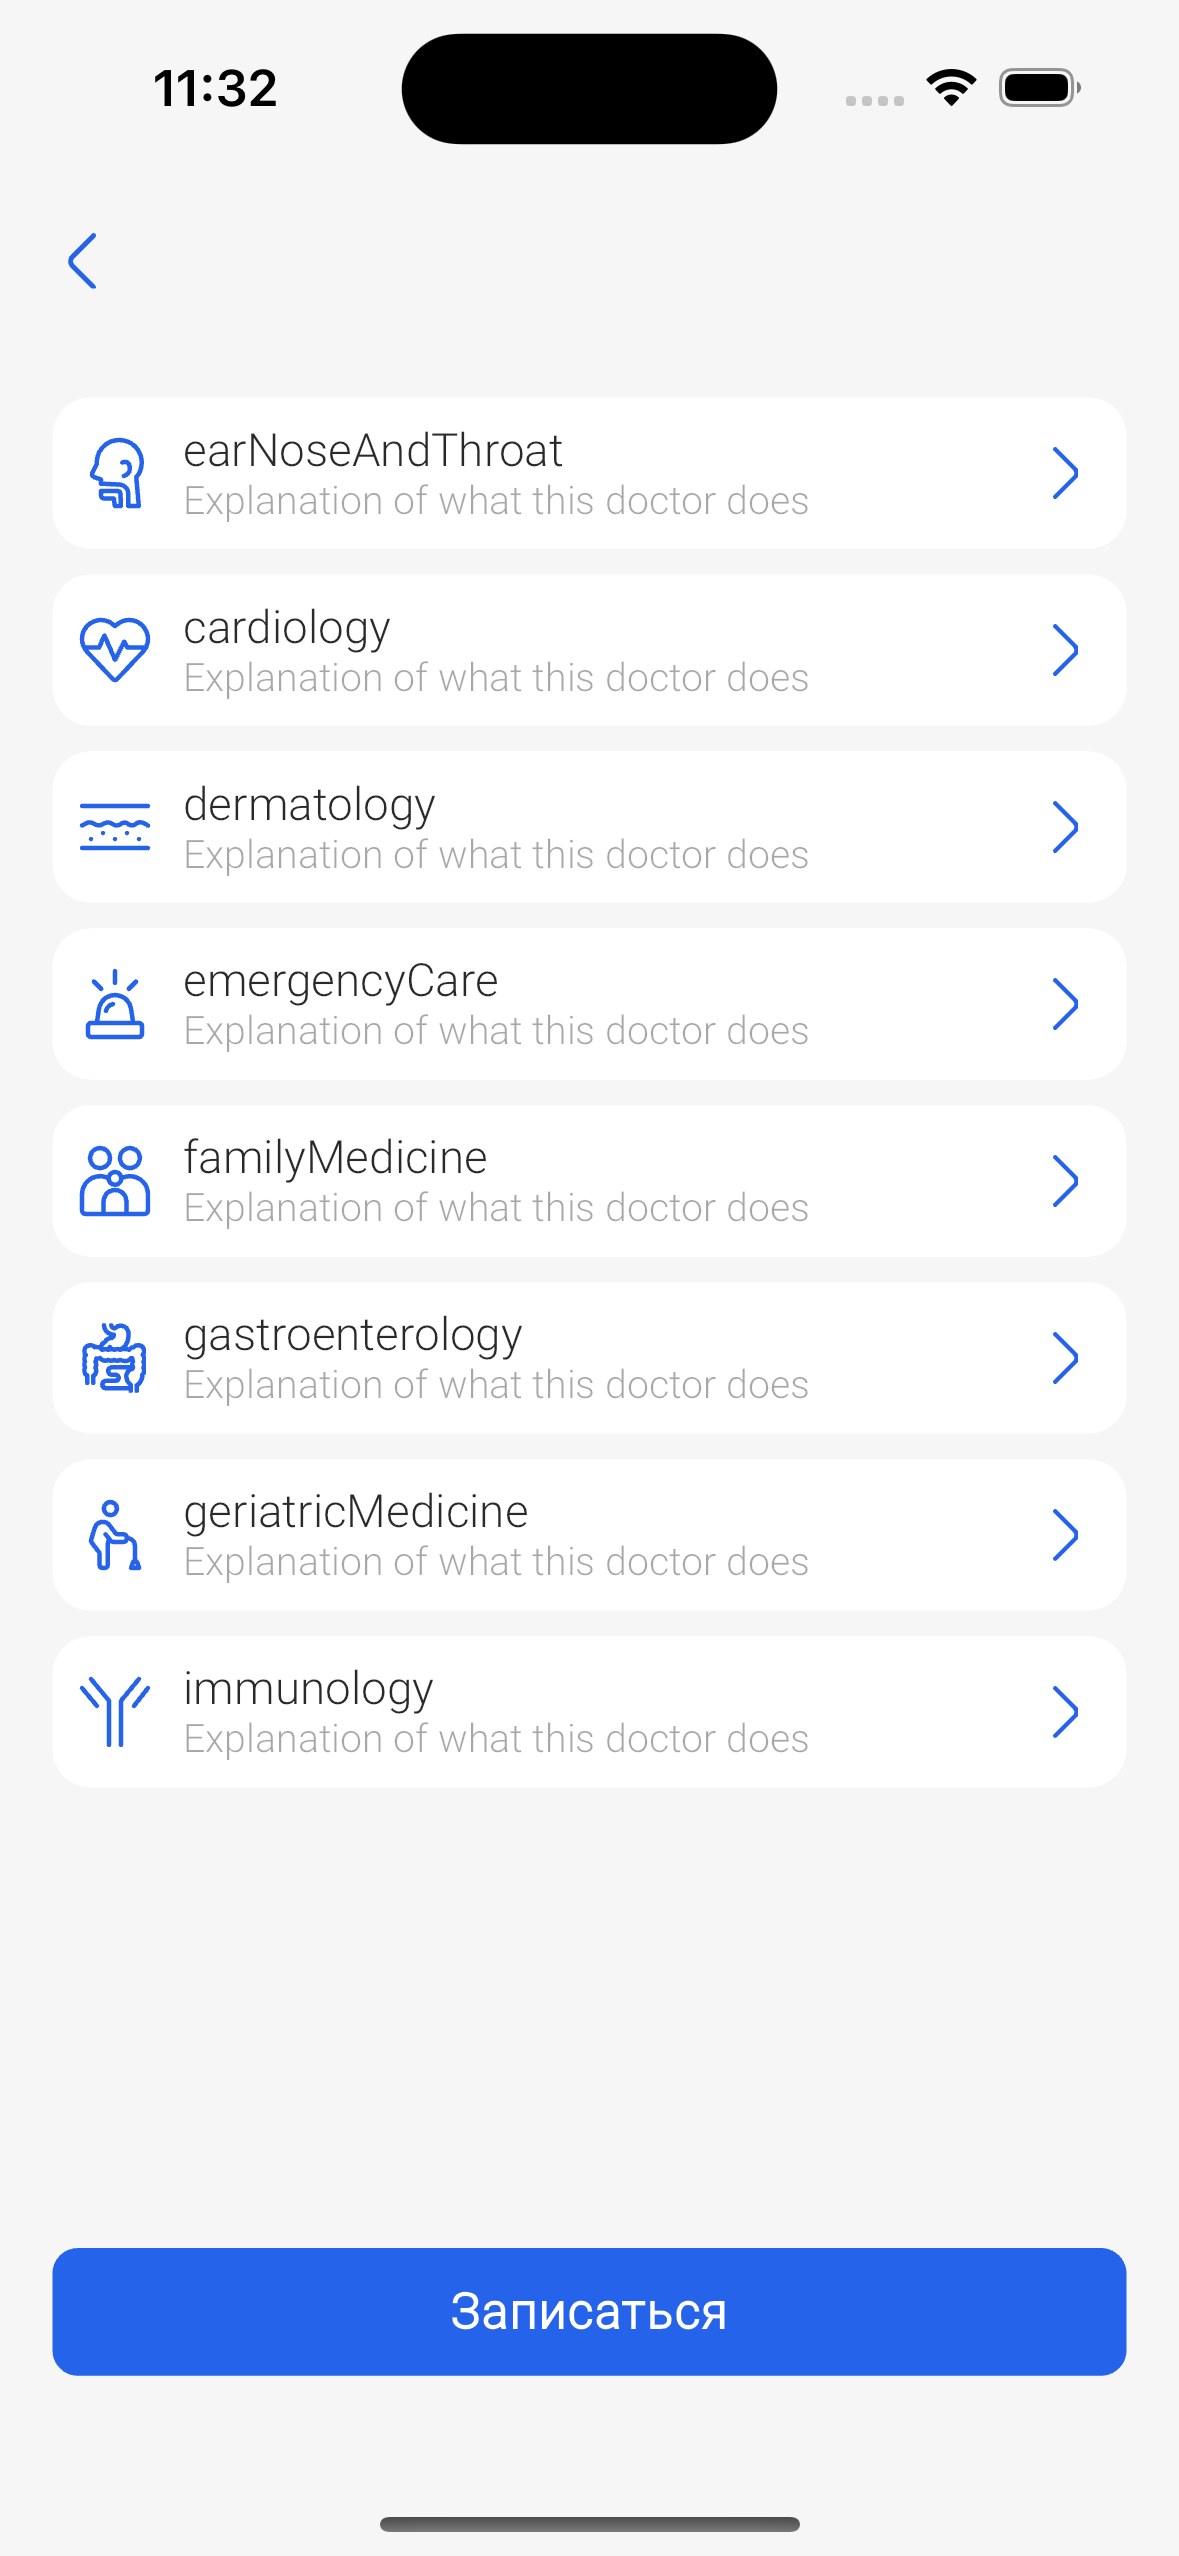 11:32
earNoseAndThroat
Explanation of what this doctor does
cardiology
Explanation of what this doctor does
dermatology
Explanation of what this doctor does
emergencyCare
Explanation of what this doctor does
familyMedicine
Explanation of what this doctor does
gastroenterology
Explanation of what this doctor does
geriatricMedicine
Explanation of what this doctor does
immunology
Explanation of what this doctor does
Записаться